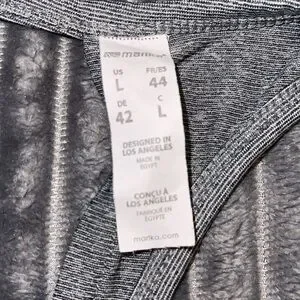 marika
US FR/ES
L 44
DE C
42 L
DESIGNED IN
LOS ANGELES
MADE IN
EGYPT
CONÇU À
LOS ANGELES
FABRIQUÉ EN
EGYPT
marika.com